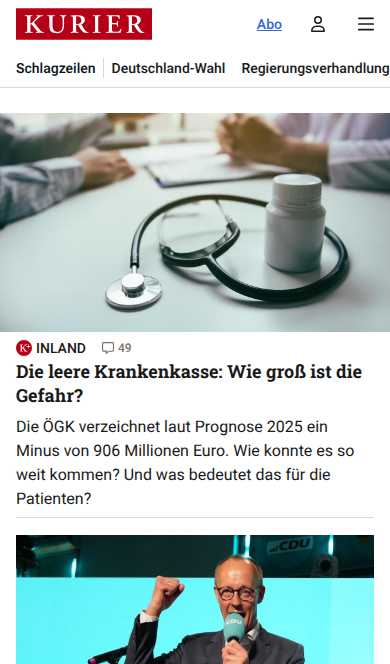 KURIER
Abo
Schlagzeilen
Deutschland-Wahl
Regierungsverhandlung
K+ INLAND
49
Die leere Krankenkasse: Wie groß ist die
Gefahr?
Die ÖGK verzeichnet laut Prognose 2025 ein
Minus von 906 Millionen Euro. Wie konnte es so
weit kommen? Und was bedeutet das für die
Patienten?
CDU
CDU